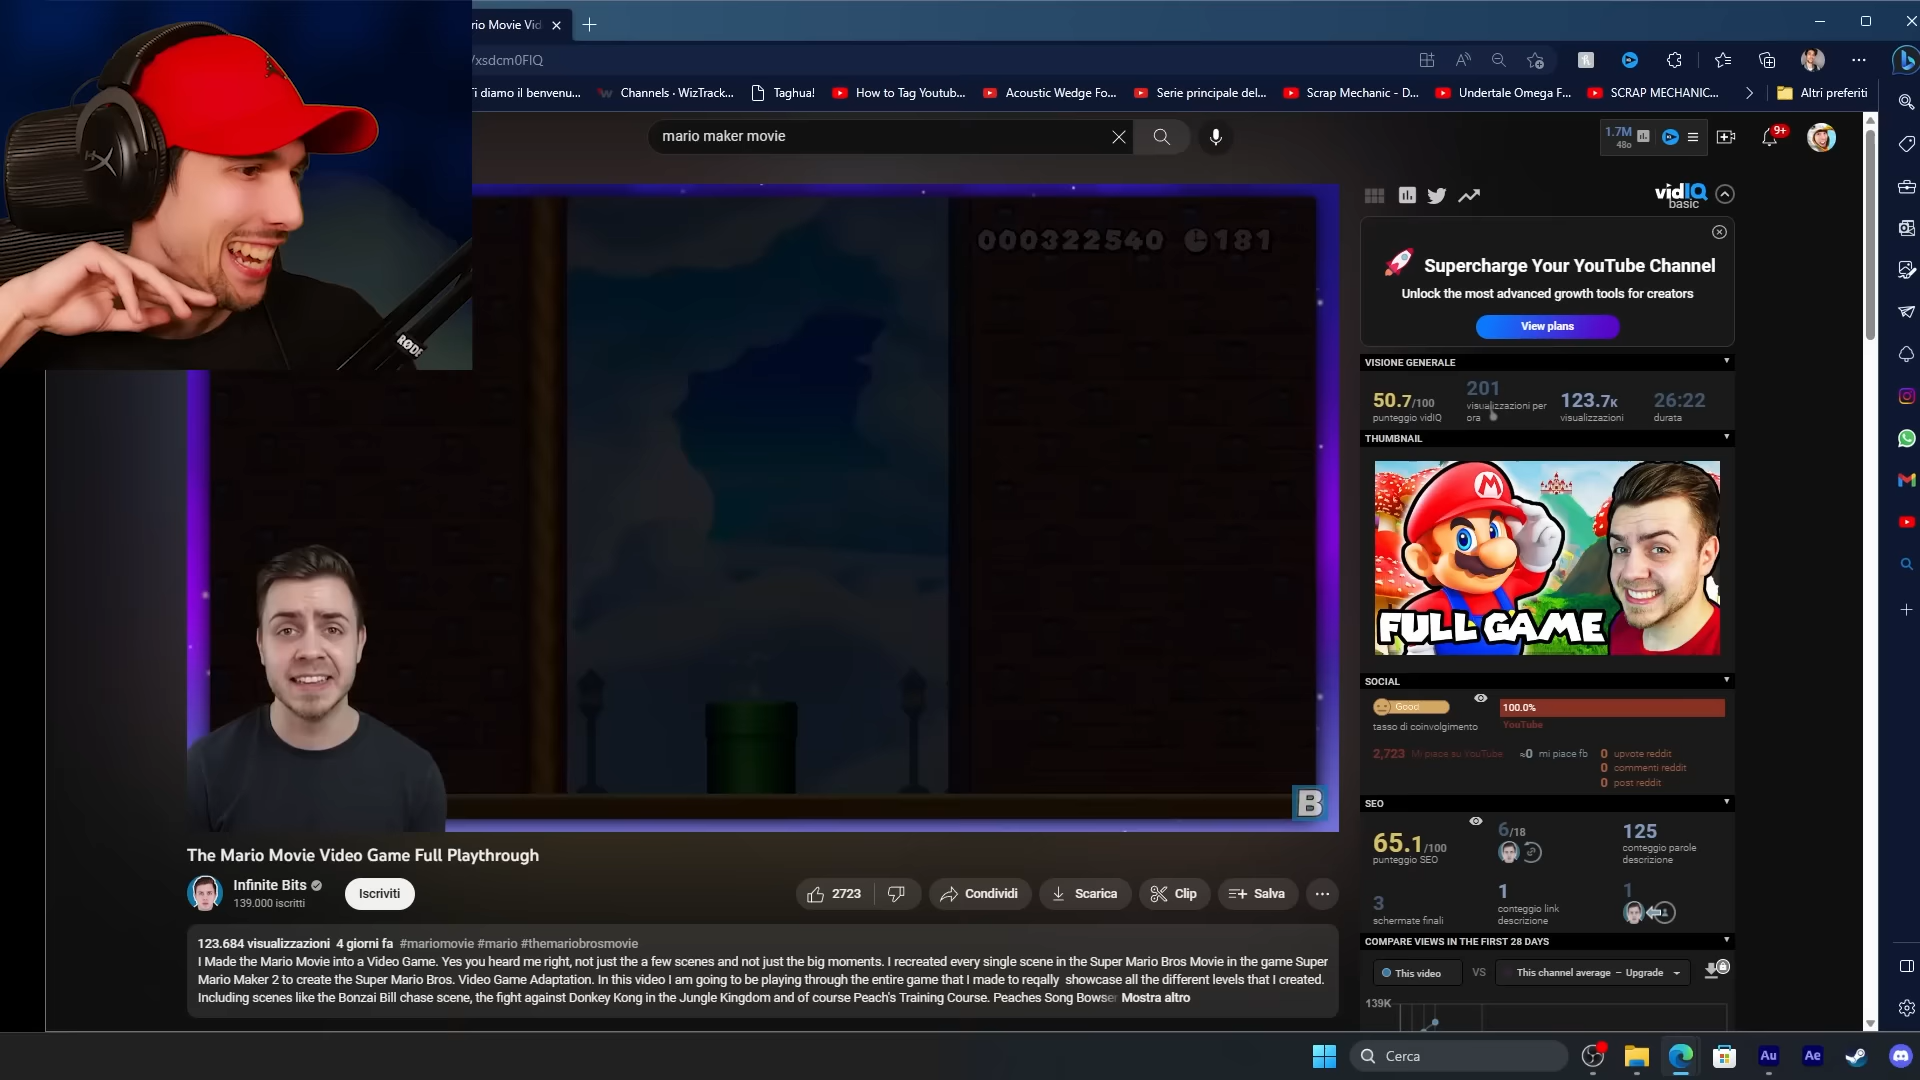 rio Movie Vid
/xsdcm0FIQ
Ti diamo il benvenu...
Channels · WizTrack...
Taghua!
How to Tag Youtub...
Acoustic Wedge Fo...
Serie principale del...
Scrap Mechanic - D...
Undertale Omega F...
SCRAP MECHANIC...
Altri preferiti
mario maker movie
1.7M
48o
9+
000322540 181
RØDE
B
vidIQ
basic
Supercharge Your YouTube Channel
Unlock the most advanced growth tools for creators
View plans
VISIONE GENERALE
50.7/100
punteggio vidIQ
201
visualizzazioni per
ora
123.7K
visualizzazioni
26:22
durata
THUMBNAIL
M
FULL GAME
SOCIAL
Good
tasso di coinvolgimento
100.0%
YouTube
2,723 Mi piace su YouTube
≈0 mi piace fb
0 upvote reddit
0 commenti reddit
0 post reddit
SEO
65.1/100
punteggio SEO
6/18
125
conteggio parole
descrizione
3
schermate finali
1
conteggio link
descrizione
1
COMPARE VIEWS IN THE FIRST 28 DAYS
This video
VS
This channel average – Upgrade
139K
The Mario Movie Video Game Full Playthrough
Infinite Bits
139.000 iscritti
Iscriviti
2723
Condividi
Scarica
Clip
Salva
123.684 visualizzazioni 4 giorni fa #mariomovie #mario #themariobrosmovie
I Made the Mario Movie into a Video Game. Yes you heard me right, not just the a few scenes and not just the big moments. I recreated every single scene in the Super Mario Bros Movie in the game Super
Mario Maker 2 to create the Super Mario Bros. Video Game Adaptation. In this video I am going to be playing through the entire game that I made to reqally showcase all the different levels that I created.
Including scenes like the Bonzai Bill chase scene, the fight against Donkey Kong in the Jungle Kingdom and of course Peach's Training Course. Peaches Song Bowser Mostra altro
Cerca
Au
Ae